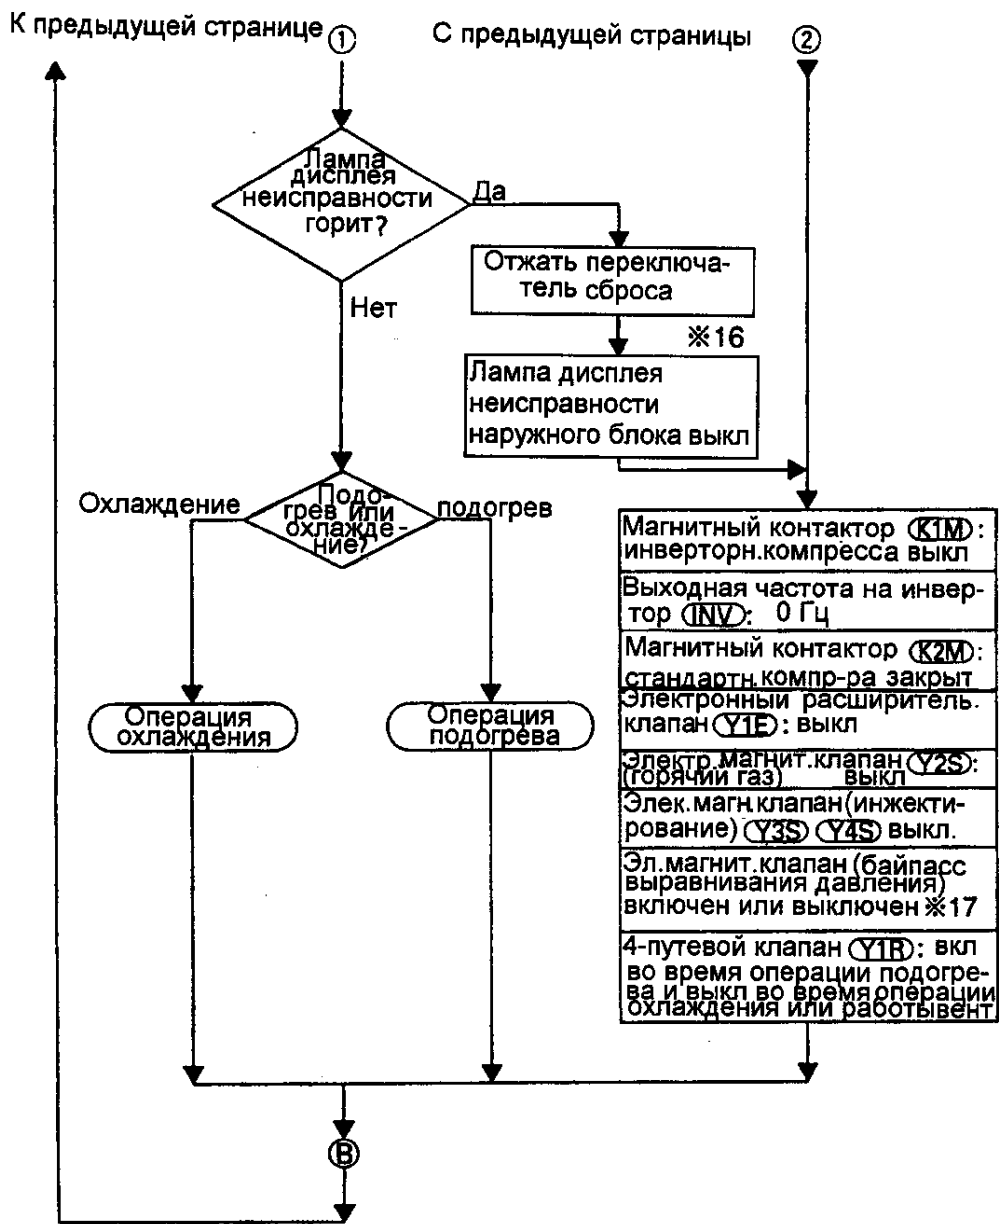 К предыдущей странице ①
С предыдущей страницы ②
Лампа
дисплея
неисправности
горит?
Да
Нет
Отжать переключа-
тель сброса
※16
Лампа дисплея
неисправности
наружного блока выкл
Охлаждение
Подо-
грев или
охлажде-
ние?
подогрев
Операция
охлаждения
Операция
подогрева
Магнитный контактор (K1M):
инверторн.компресса выкл
Выходная частота на инвер-
тор (INV): 0 Гц
Магнитный контактор (K2M):
стандартн.компр-ра закрыт
Электронный расширитель.
клапан (Y1E): выкл
Электр.магнит.клапан (Y2S):
(горячий газ) выкл
Элек.магн.клапан(инжекти-
рование) (Y3S) (Y4S) выкл.
Эл.магнит.клапан (байпасс
выравнивания давления)
включен или выключен ※17
4-путевой клапан (Y1R): вкл
во время операции подогре-
ва и выкл во время операции
охлаждения или работывент
B